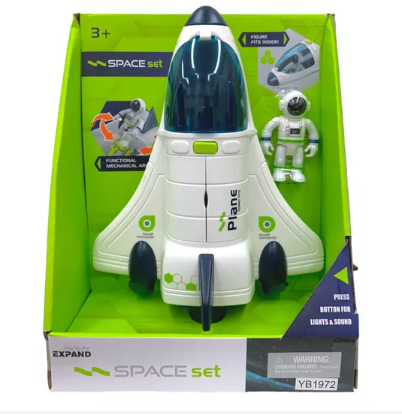 3+
SPACE set
FIGURE
FITS INSIDE!
FUNCTIONAL
MECHANICAL ARM
Plane
PRESS
BUTTON FOR
LIGHTS & SOUND
EXPAND
SPACE set
WARNING:
CHOKING HAZARD
YB1972